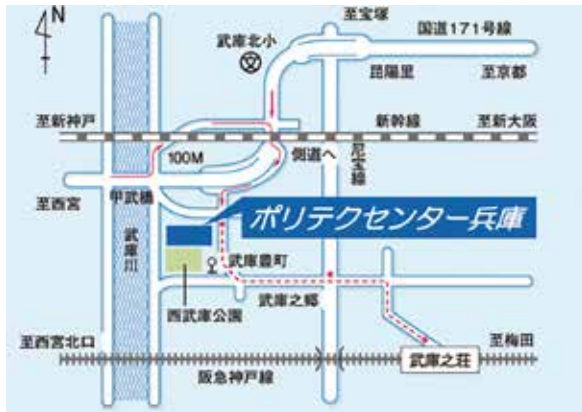 N
至宝塚
国道171号線
武庫北小
文
昆陽里
至京都
至新神戸
新幹線
至新大阪
100M
側道へ
尼宝線
至西宮
甲武橋
ポリテクセンター兵庫
武庫川
武庫豊町
西武庫公園
武庫之郷
至西宮北口
至梅田
武庫之荘
阪急神戸線